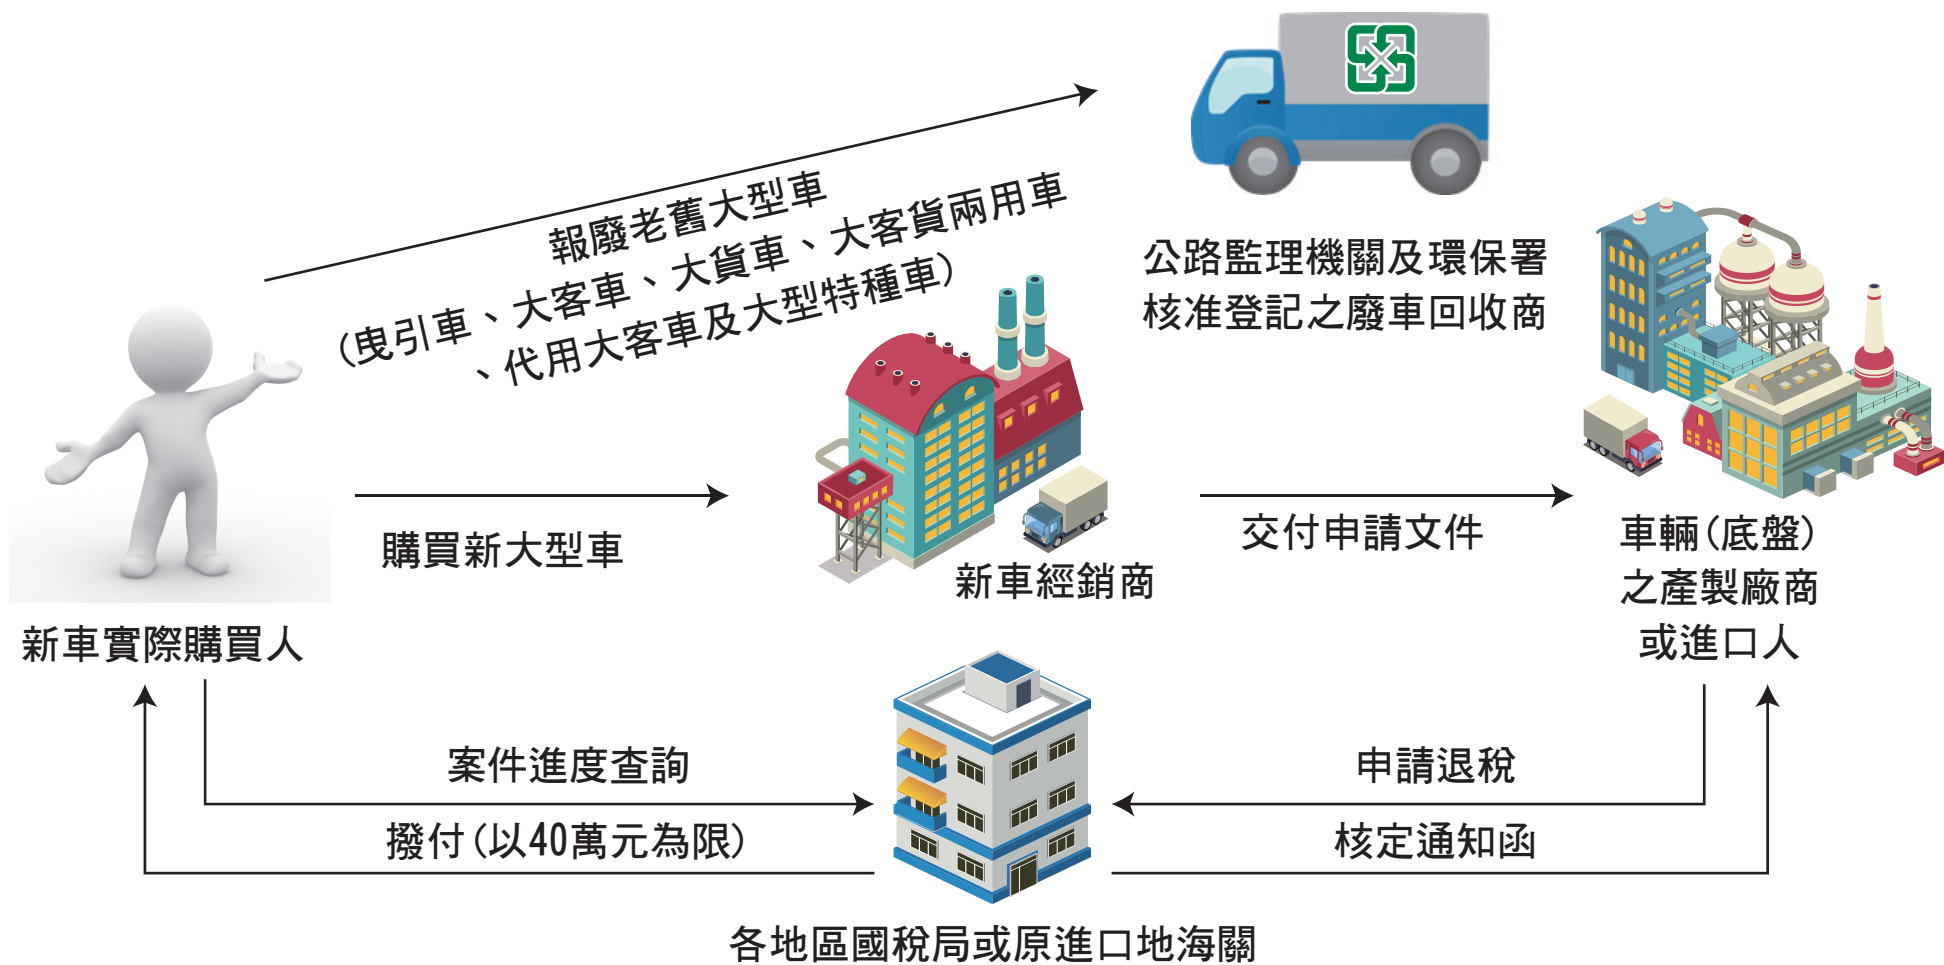 報廢老舊大型車
（曳引車、大客車、大貨車、大客貨兩用車
、代用大客車及大型特種車）
公路監理機關及環保署
核准登記之廢車回收商
購買新大型車
新車經銷商
交付申請文件
車輛（底盤）
之產製廠商
或進口人
新車實際購買人
案件進度查詢
撥付（以40萬元為限）
申請退稅
核定通知函
各地區國稅局或原進口地海關